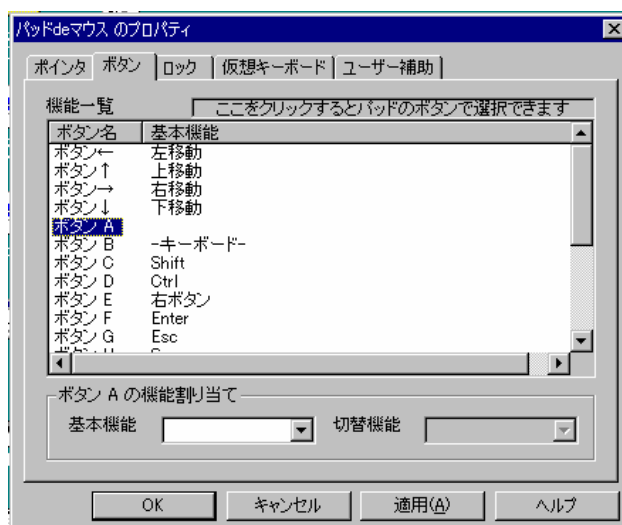 パッドdeマウス のプロパティ
ポインタ ボタン ロック 仮想キーボード ユーザー補助
機能一覧 ここをクリックするとパッドのボタンで選択できます
ボタン名 基本機能
ボタン← 左移動
ボタン↑ 上移動
ボタン→ 右移動
ボタン↓ 下移動
ボタン A
ボタン B -キーボード-
ボタン C Shift
ボタン D Ctrl
ボタン E 右ボタン
ボタン F Enter
ボタン G Esc
ボタン A の機能割り当て
基本機能 切替機能
OK キャンセル 適用(A) ヘルプ